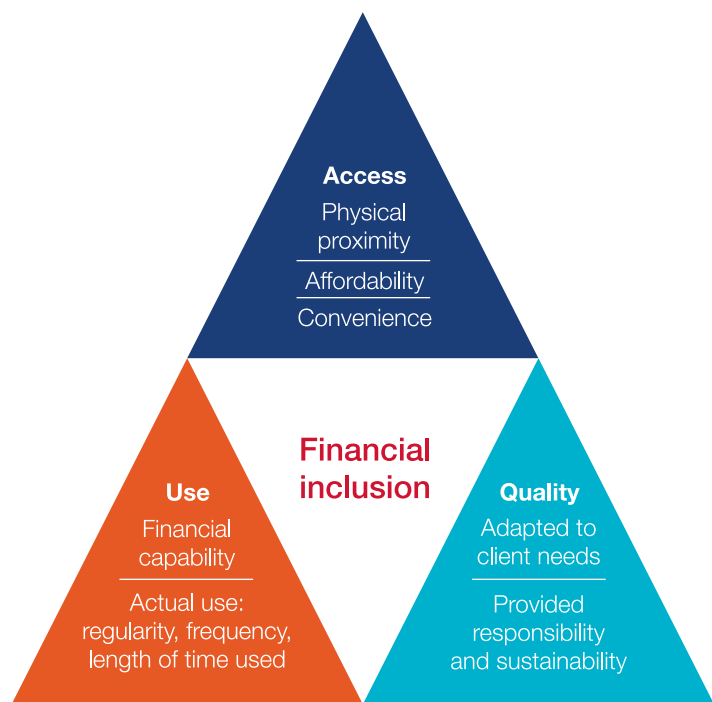 Access
Physical
proximity
Affordability
Convenience
Financial
inclusion
Use
Financial
capability
Actual use:
regularity, frequency,
length of time used
Quality
Adapted to
client needs
Provided
responsibility
and sustainability